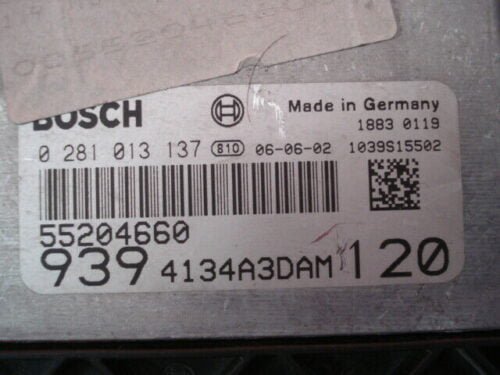 BOSCH Made in Germany
1883 0119
0 281 013 137 810 06-06-02 1039S15502
55204660
939 4134A3DAM 120